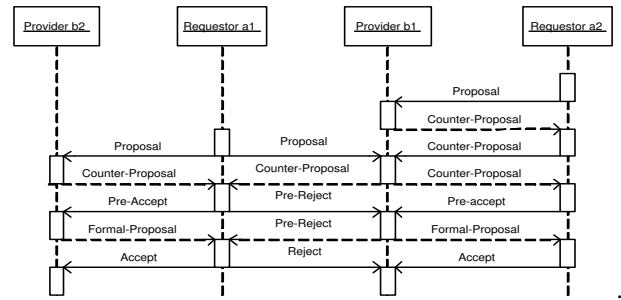 Provider b2 Requestor a1 Provider b1 Requestor a2
Proposal
Counter-Proposal
Proposal Proposal Counter-Proposal
Counter-Proposal Counter-Proposal Counter-Proposal
Pre-Accept Pre-Reject Pre-accept
Formal-Proposal Pre-Reject Formal-Proposal
Accept Reject Accept
.